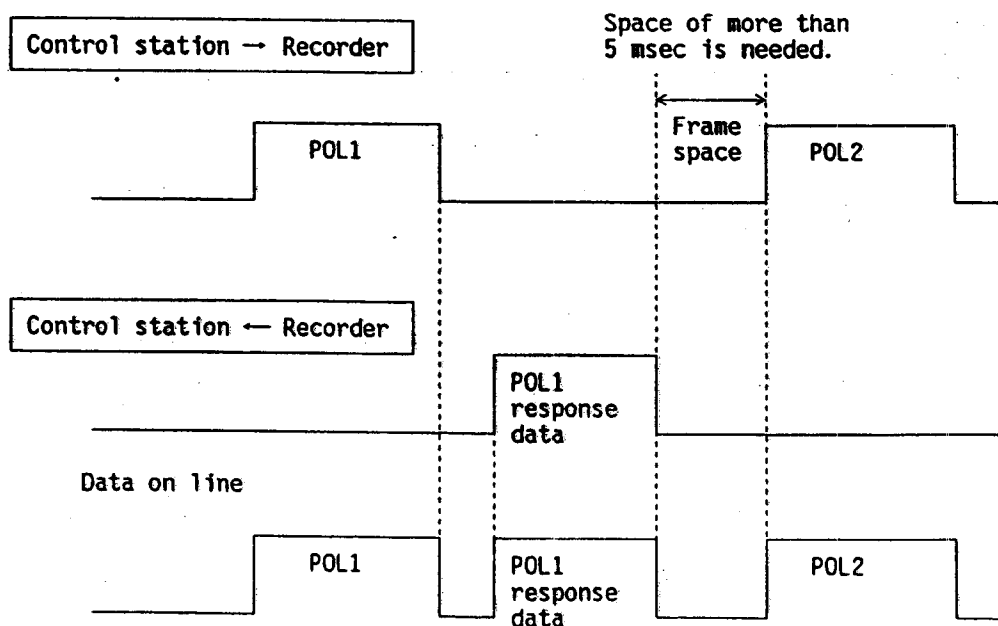 Control station → Recorder
Space of more than
5 msec is needed.
POL1
Frame
space
POL2
Control station ← Recorder
POL1
response
data
Data on line
POL1
POL1
response
data
POL2